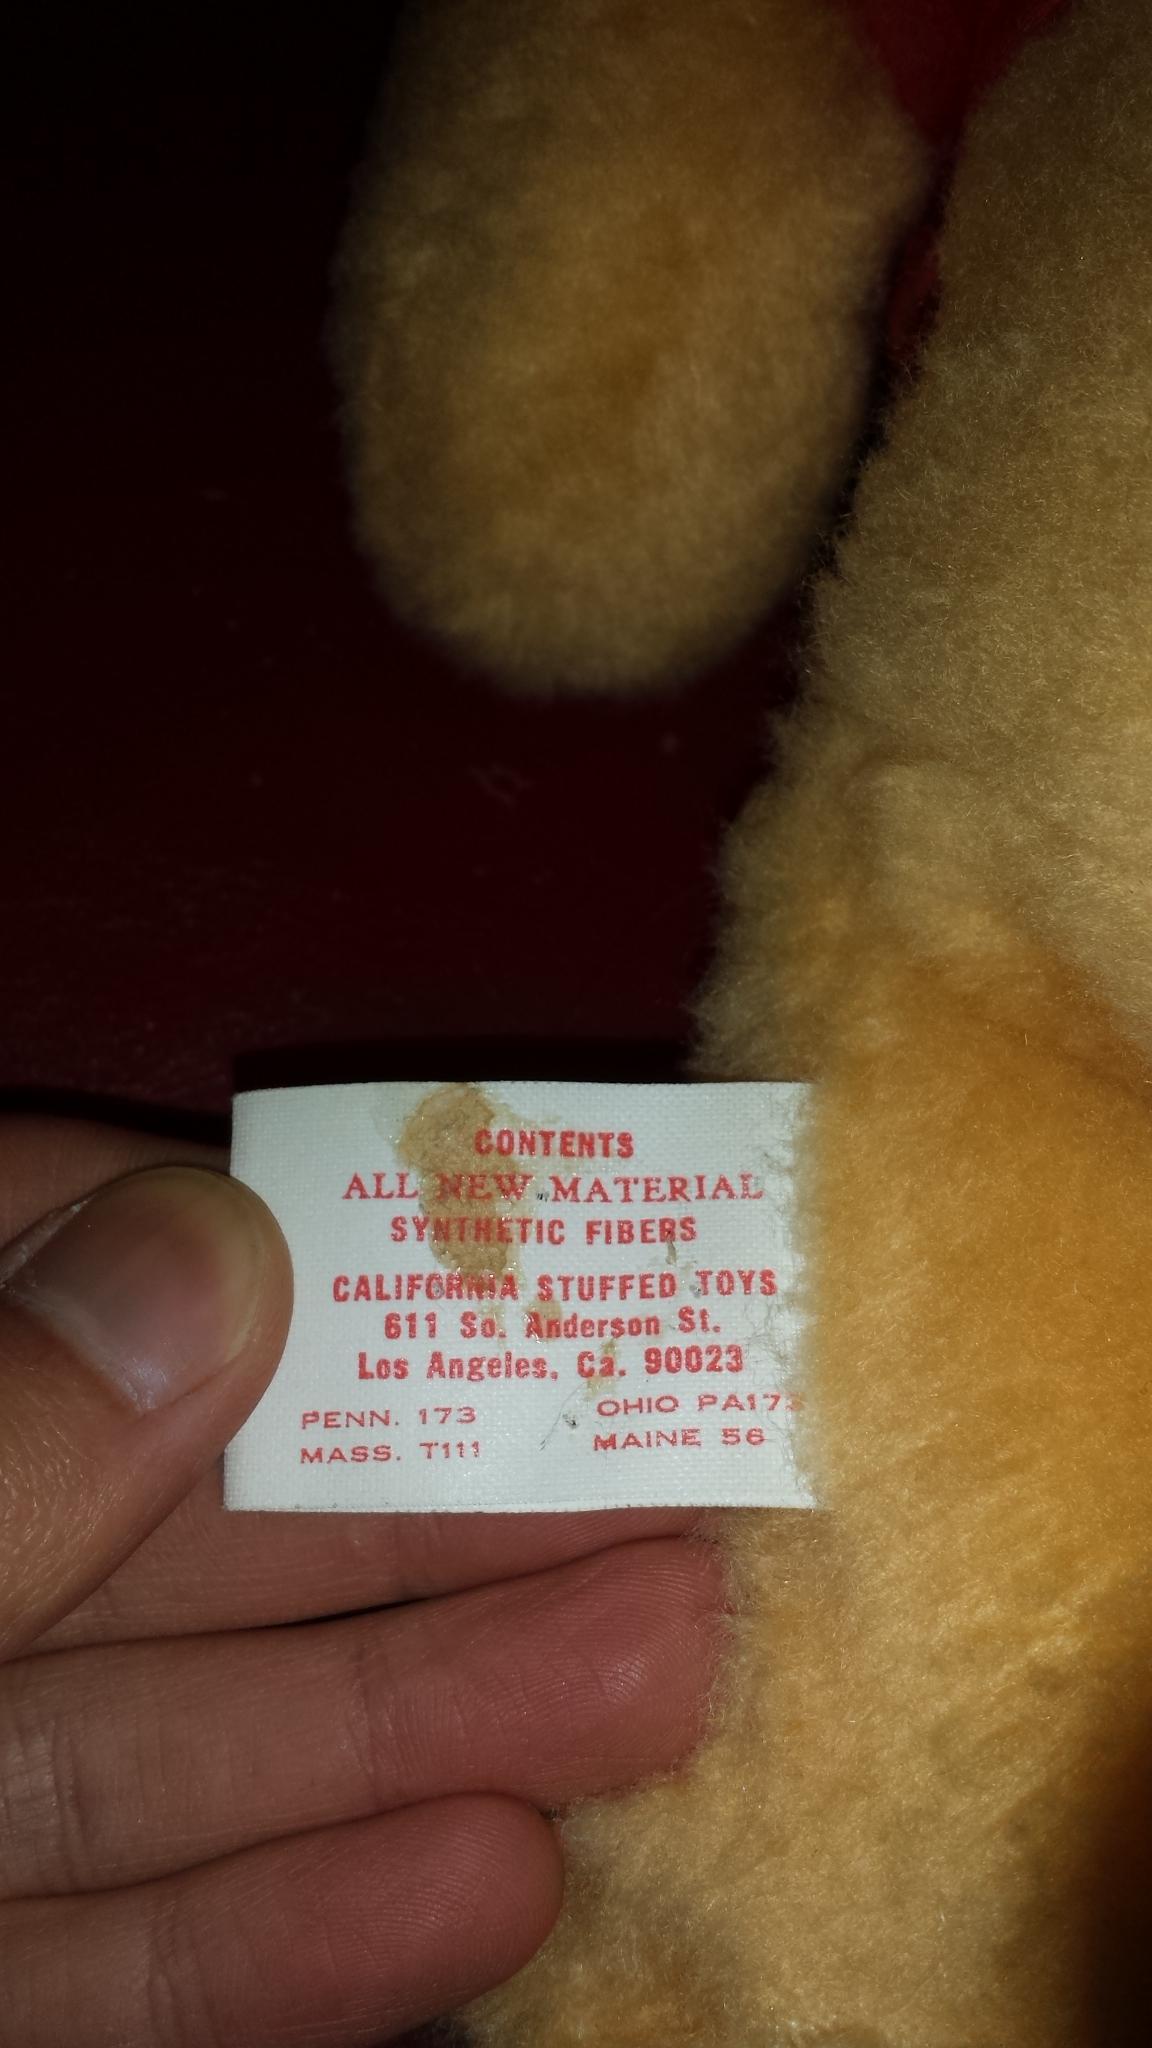 CONTENTS
ALL NEW MATERIAL
SYNTHETIC FIBERS
CALIFORNIA STUFFED TOYS
611 So. Anderson St.
Los Angeles, Ca. 90023
PENN. 173 OHIO PA173
MASS. T111 MAINE 56